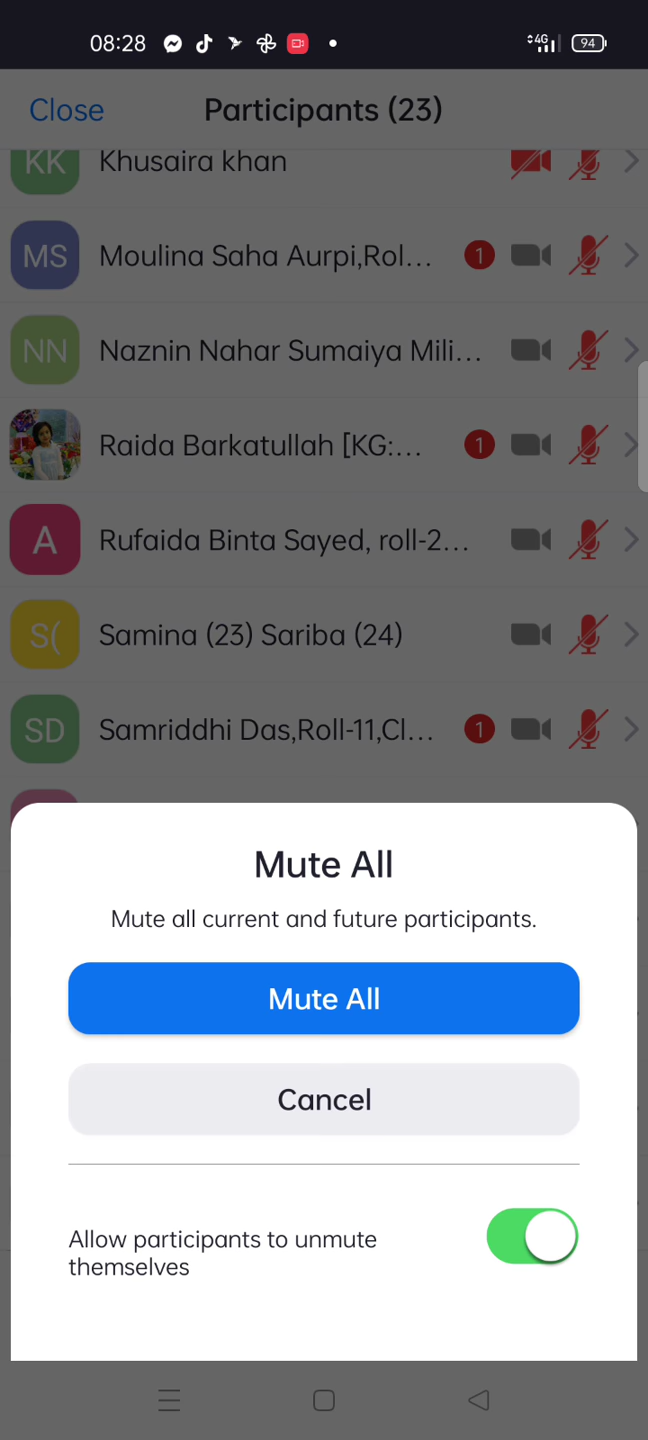 08:28
4G
94
Close
Participants (23)
KK
Khusaira khan
MS
Moulina Saha Aurpi,Rol...
1
NN
Naznin Nahar Sumaiya Mili...
Raida Barkatullah [KG:...
1
A
Rufaida Binta Sayed, roll-2...
S(
Samina (23) Sariba (24)
SD
Samriddhi Das,Roll-11,Cl...
1
Mute All
Mute all current and future participants.
Mute All
Cancel
Allow participants to unmute
themselves